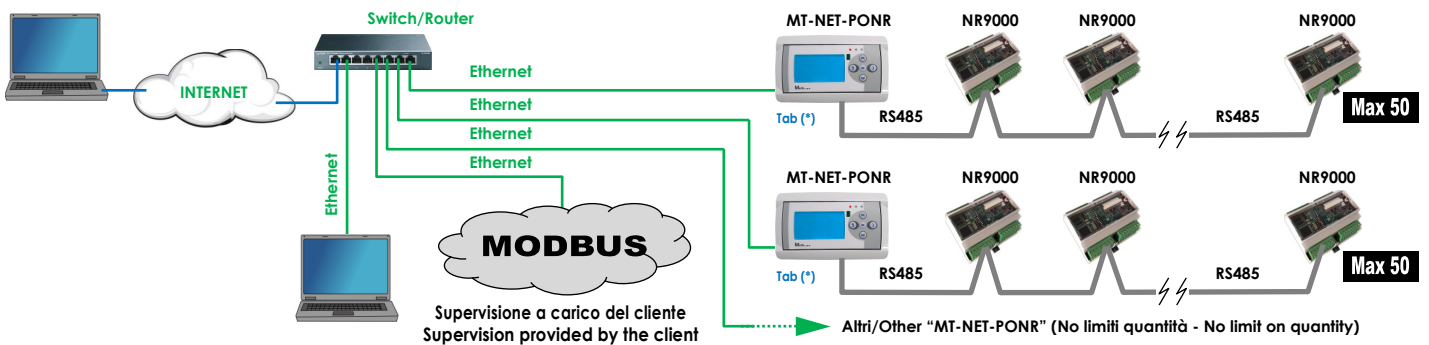 Switch/Router
MT-NET-PONR
NR9000
NR9000
NR9000
INTERNET
Ethernet
Ethernet
Ethernet
Ethernet
Ethernet
Tab (*)
RS485
RS485
Max 50
MT-NET-PONR
NR9000
NR9000
NR9000
MODBUS
Tab (*)
RS485
RS485
Max 50
Supervisione a carico del cliente
Supervision provided by the client
Altri/Other “MT-NET-PONR” (No limiti quantità - No limit on quantity)